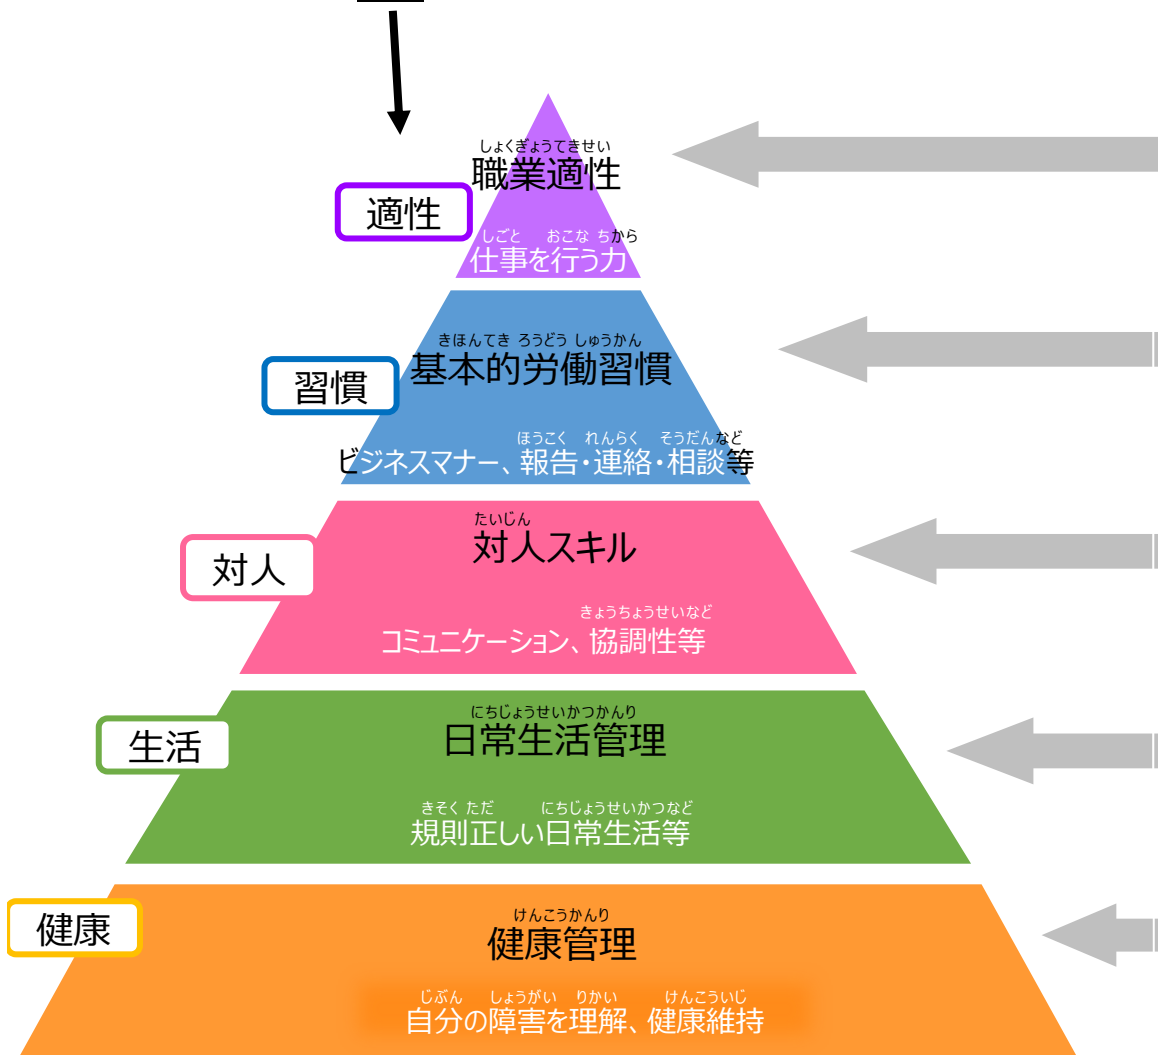 しょくぎょうてきせい
職業適性
適性
しごと おこな ちから
仕事を行う力
きほんてき ろうどう しゅうかん
基本的労働習慣
習慣
ほうこく れんらく そうだんなど
ビジネスマナー、報告・連絡・相談等
たいじん
対人スキル
対人
きょうちょうせいなど
コミュニケーション、協調性等
にちじょうせいかつかんり
日常生活管理
生活
きそく ただ にちじょうせいかつなど
規則正しい日常生活等
けんこうかんり
健康管理
健康
じぶん しょうがい りかい けんこういじ
自分の障害を理解、健康維持